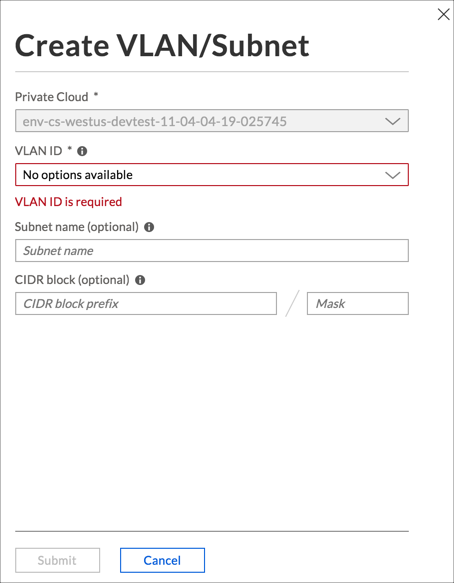 Create VLAN/Subnet
Private Cloud *
env-cs-westus-devtest-11-04-04-19-025745
VLAN ID *
No options available
VLAN ID is required
Subnet name (optional)
Subnet name
CIDR block (optional)
CIDR block prefix / Mask
Submit Cancel